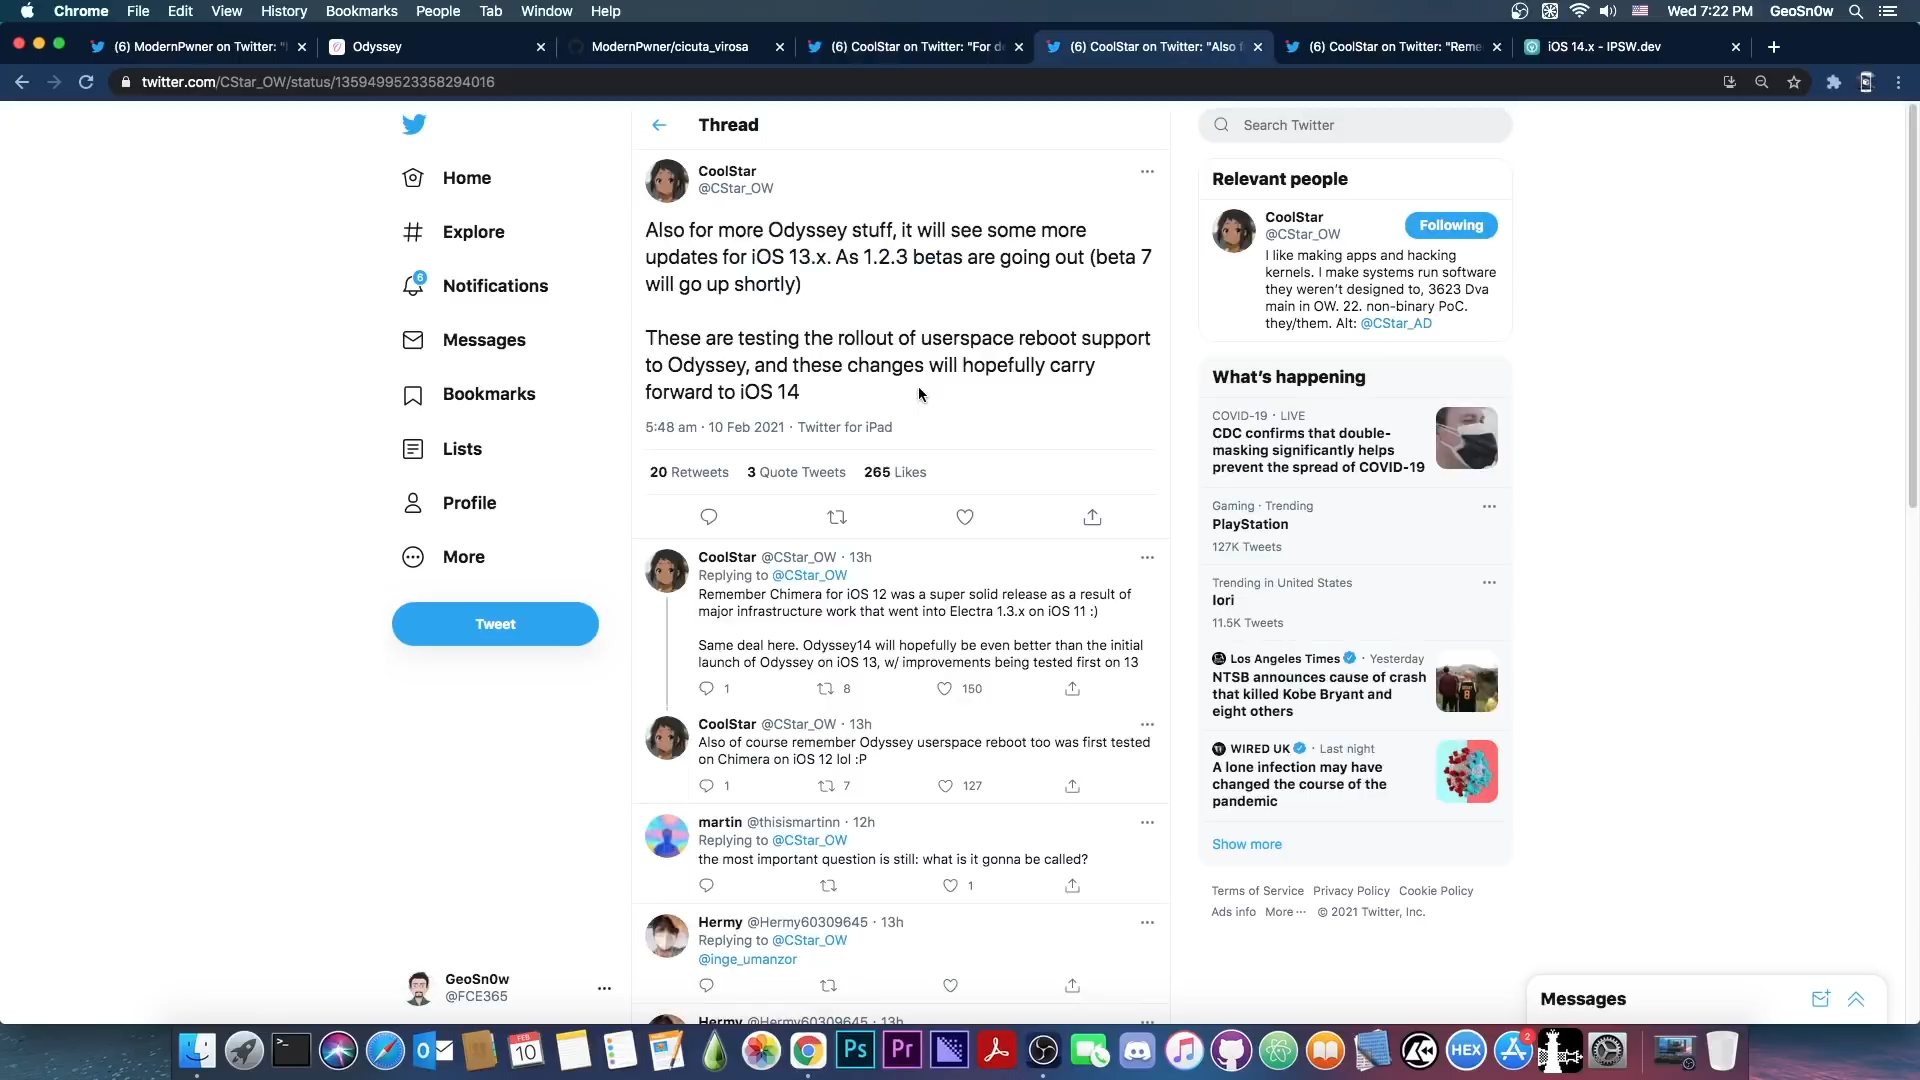 Chrome File Edit View History Bookmarks People Tab Window Help
Wed 7:22 PM GeoSn0w
(6) ModernPwner on Twitter: "
Odyssey
ModernPwner/cicuta_virosa
(6) CoolStar on Twitter: "For d
(6) CoolStar on Twitter: "Also f
(6) CoolStar on Twitter: "Reme
iOS 14.x - IPSW.dev
twitter.com/CStar_OW/status/1359499523358294016
Home
Explore
6
Notifications
Messages
Bookmarks
Lists
Profile
More
Tweet
GeoSn0w
@FCE365
Thread
CoolStar
@CStar_OW
Also for more Odyssey stuff, it will see some more
updates for iOS 13.x. As 1.2.3 betas are going out (beta 7
will go up shortly)
These are testing the rollout of userspace reboot support
to Odyssey, and these changes will hopefully carry
forward to iOS 14
5:48 am · 10 Feb 2021 · Twitter for iPad
20 Retweets 3 Quote Tweets 265 Likes
CoolStar @CStar_OW · 13h
Replying to @CStar_OW
Remember Chimera for iOS 12 was a super solid release as a result of
major infrastructure work that went into Electra 1.3.x on iOS 11 :)
Same deal here. Odyssey14 will hopefully be even better than the initial
launch of Odyssey on iOS 13, w/ improvements being tested first on 13
1 8 150
CoolStar @CStar_OW · 13h
Also of course remember Odyssey userspace reboot too was first tested
on Chimera on iOS 12 lol :P
1 7 127
martin @thisismartinn · 12h
Replying to @CStar_OW
the most important question is still: what is it gonna be called?
1
Hermy @Hermy60309645 · 13h
Replying to @CStar_OW
@inge_umanzor
Hermy @Hermy60309645 · 13h
Search Twitter
Relevant people
CoolStar
@CStar_OW
Following
I like making apps and hacking
kernels. I make systems run software
they weren't designed to, 3623 Dva
main in OW. 22. non-binary PoC.
they/them. Alt: @CStar_AD
What's happening
COVID-19 · LIVE
CDC confirms that double-
masking significantly helps
prevent the spread of COVID-19
Gaming · Trending
PlayStation
127K Tweets
Trending in United States
Iori
11.5K Tweets
Los Angeles Times · Yesterday
NTSB announces cause of crash
that killed Kobe Bryant and
eight others
WIRED UK · Last night
A lone infection may have
changed the course of the
pandemic
Show more
Terms of Service Privacy Policy Cookie Policy
Ads info More ··· © 2021 Twitter, Inc.
Messages
FEB
10
Ps
Pr
HEX
2